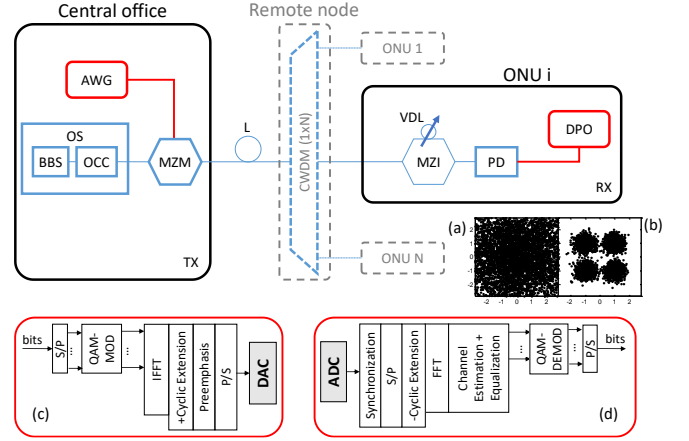 Central office
Remote node
AWG
ONU 1
ONU i
OS
BBS
OCC
MZM
L
CWDM (1xN)
VDL
MZI
PD
DPO
RX
TX
ONU N
(a)
(b)
2
1
0
-1
-2
-2 -1 0 1 2
-2 -1 0 1 2
bits
S/P
QAM-
MOD
...
...
IFFT
+Cyclic Extension
Preemphasis
P/S
DAC
(c)
ADC
Synchronization
S/P
-Cyclic Extension
FFT
Channel
Estimation +
Equalization
...
QAM-
DEMOD
...
P/S
bits
(d)